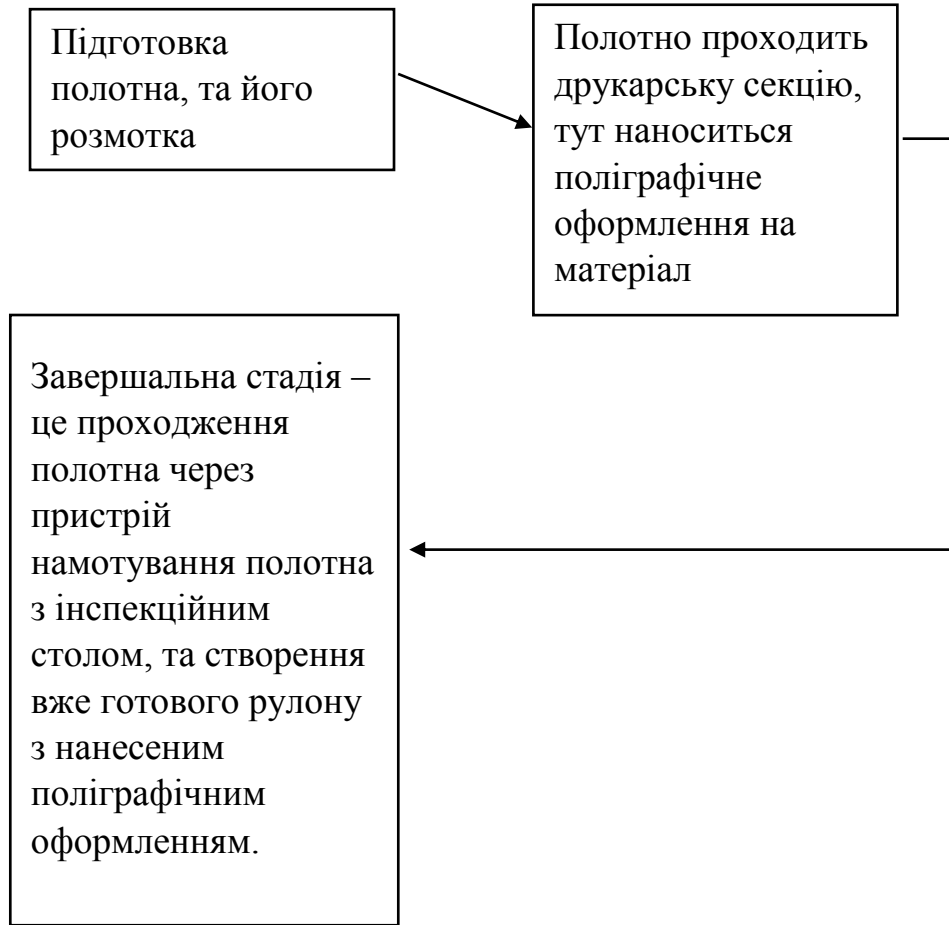 Підготовка
полотна, та його
розмотка
Полотно проходить
друкарську секцію,
тут наноситься
поліграфічне
оформлення на
матеріал
Завершальна стадія –
це проходження
полотна через
пристрій
намотування полотна
з інспекційним
столом, та створення
вже готового рулону
з нанесеним
поліграфічним
оформленням.